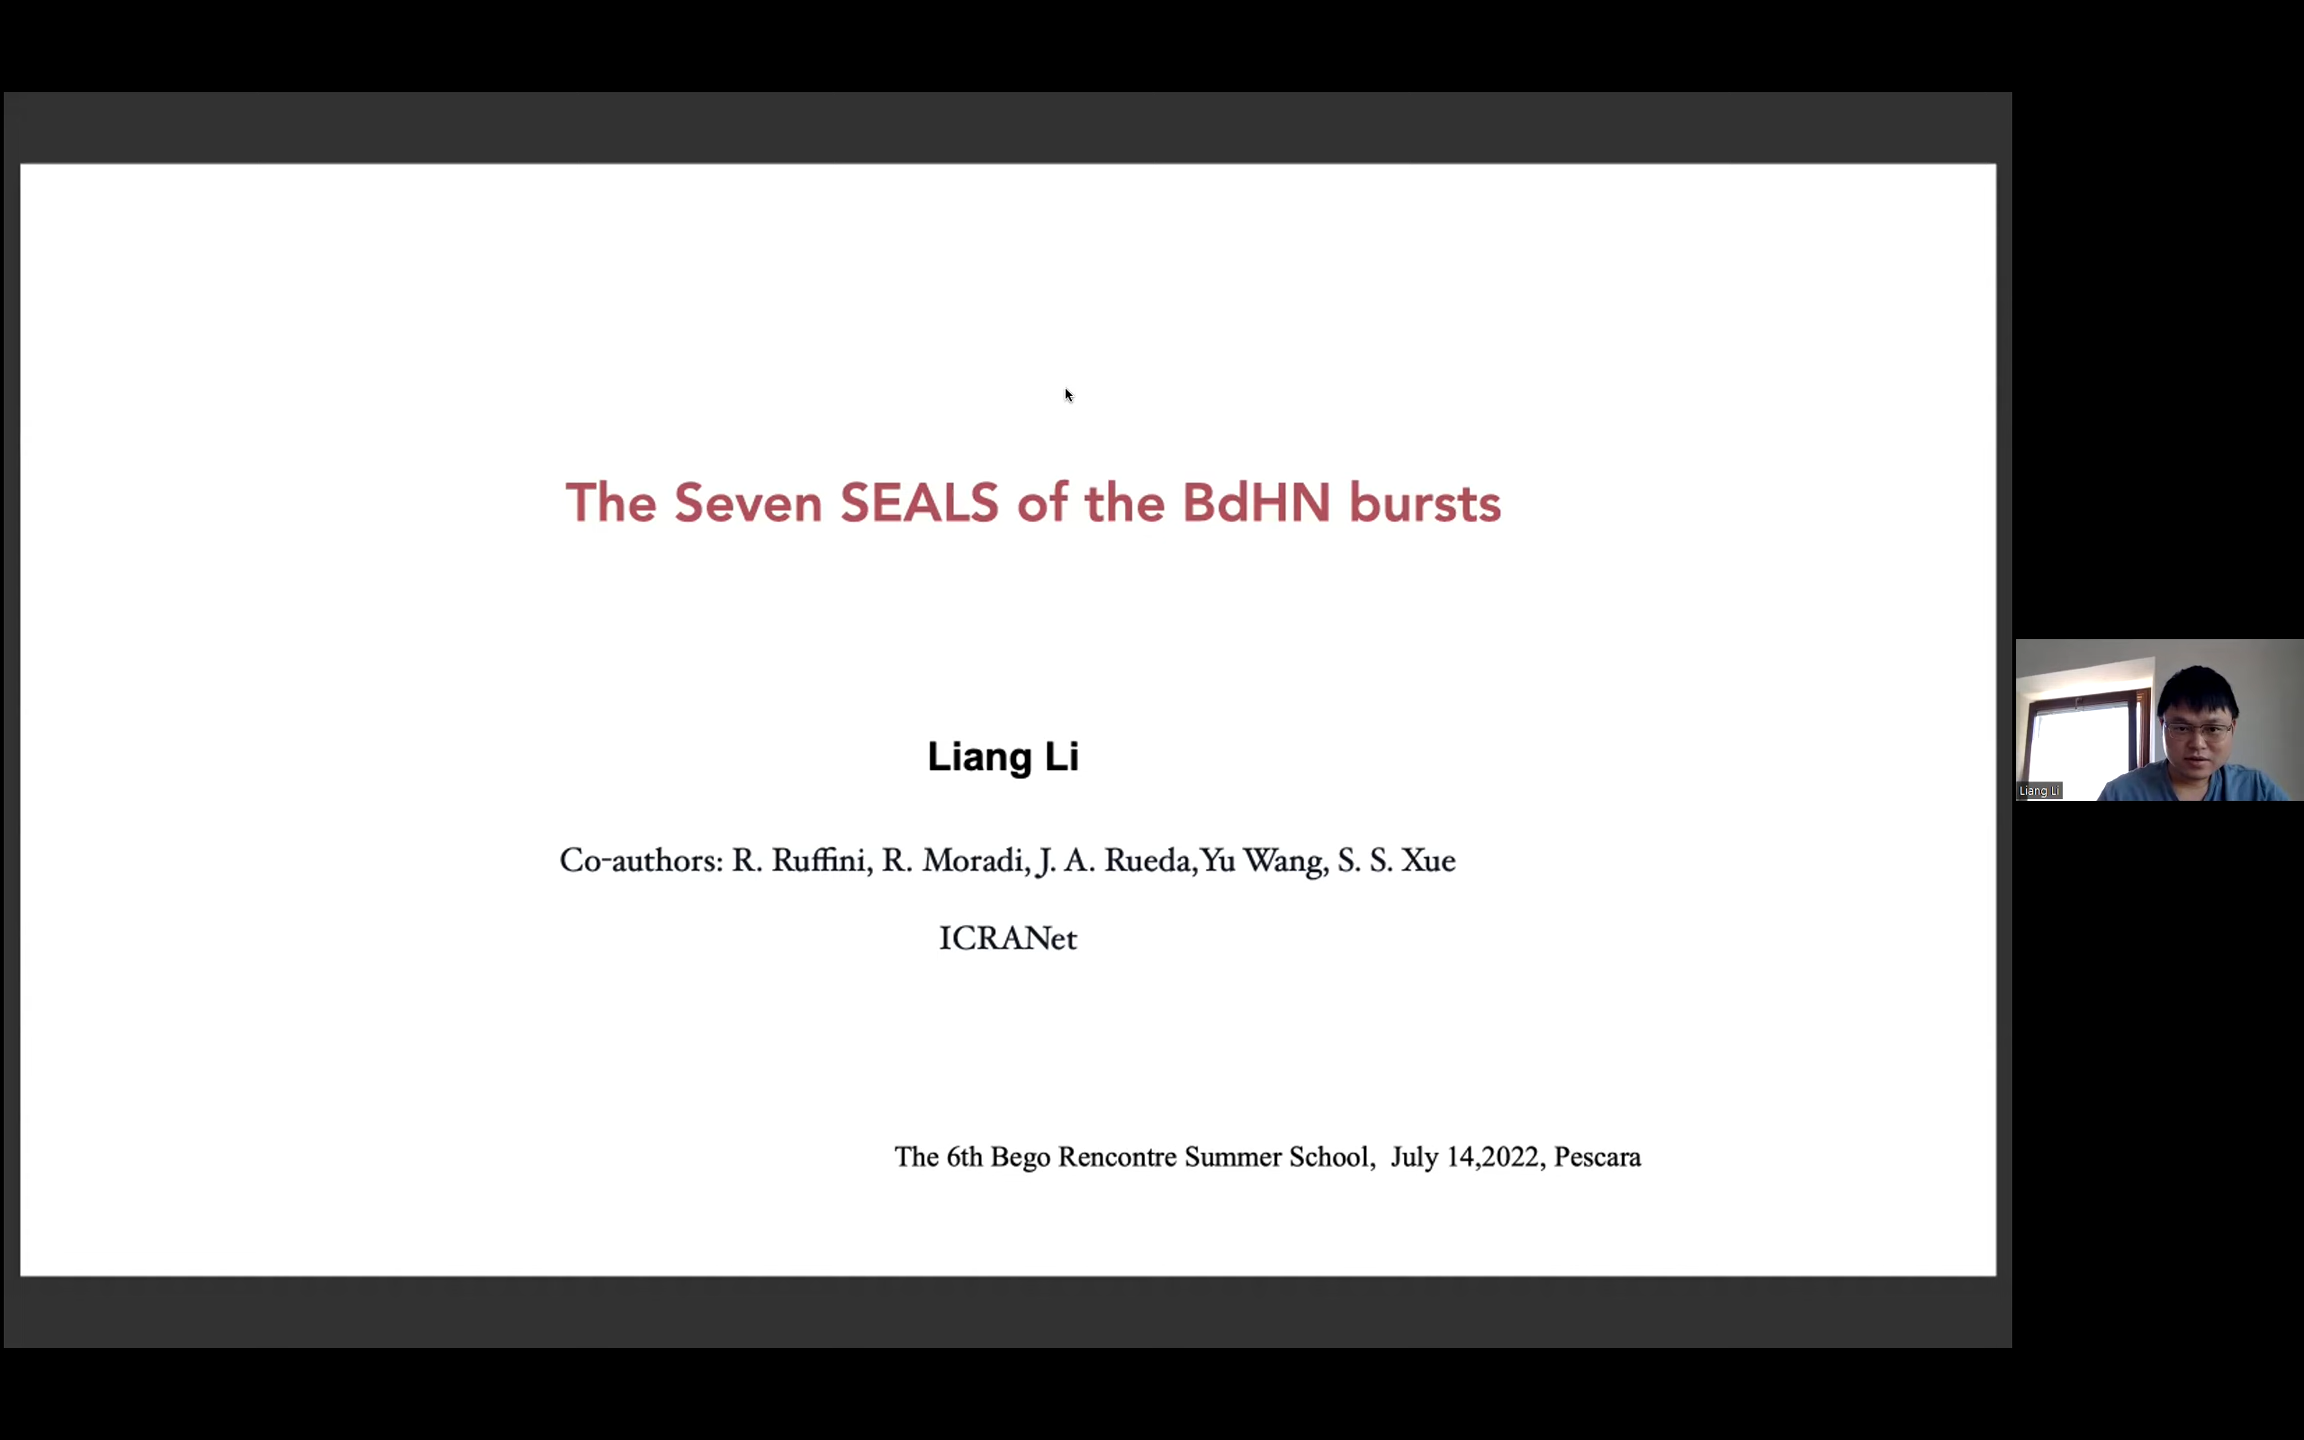 The Seven SEALS of the BdHN bursts
Liang Li
Co-authors: R. Ruffini, R. Moradi, J. A. Rueda,Yu Wang, S. S. Xue
ICRANet
The 6th Bego Rencontre Summer School, July 14,2022, Pescara
Liang Li